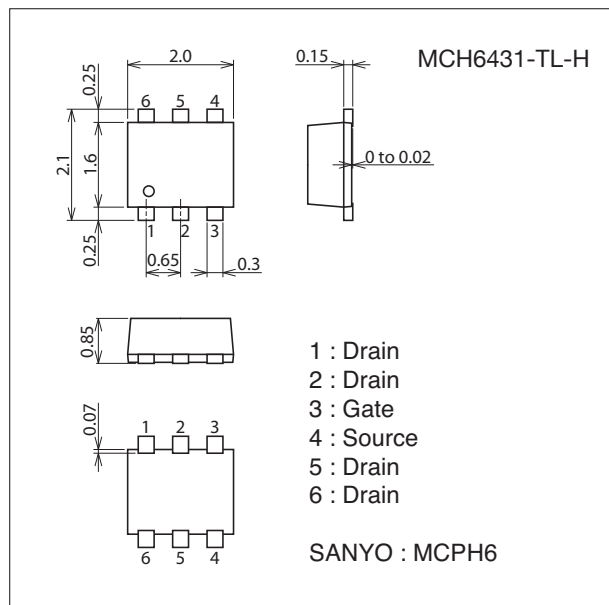 MCH6431-TL-H
0.25
2.0
0.15
6 5 4
2.1
1.6
0 to 0.02
1 2 3
0.25
0.65
0.3
0.85
1 : Drain
2 : Drain
3 : Gate
4 : Source
5 : Drain
6 : Drain
0.07
1 2 3
6 5 4
SANYO : MCPH6